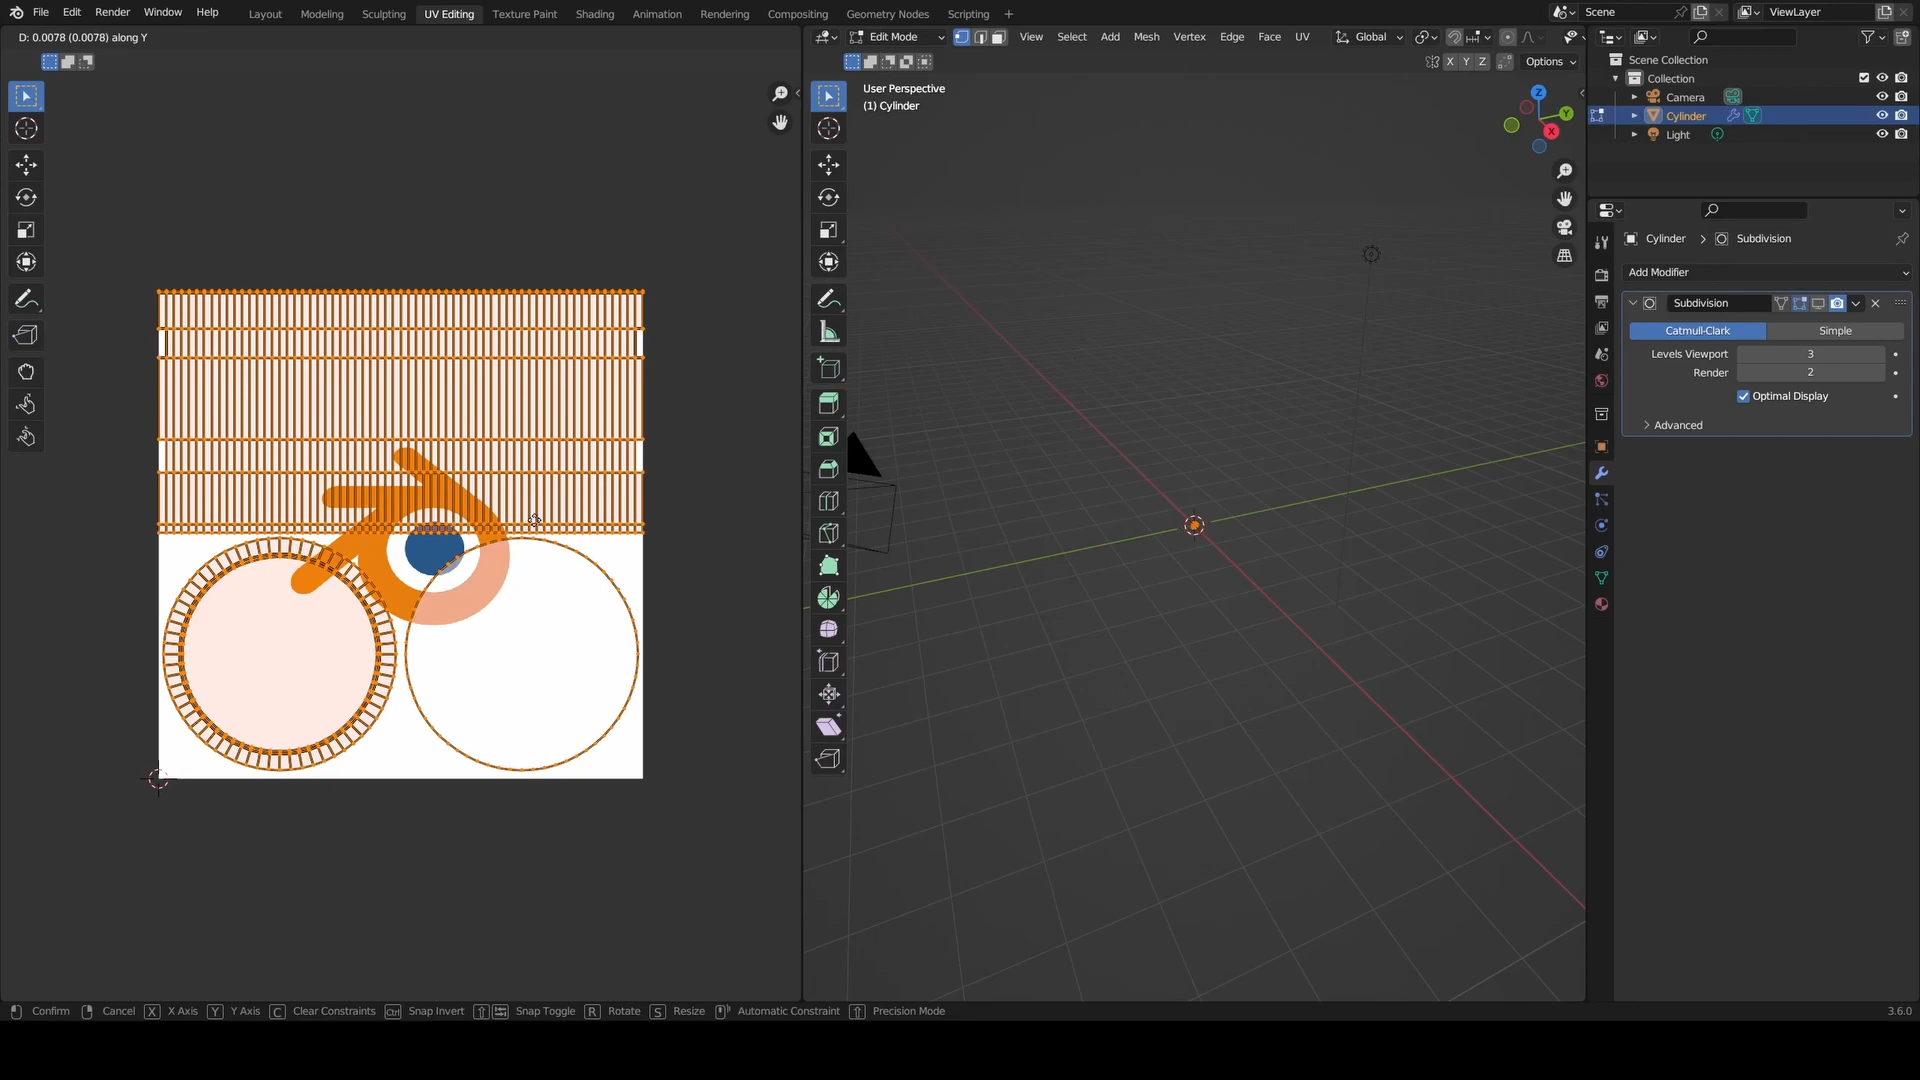 File Edit Render Window Help Layout Modeling Sculpting UV Editing Texture Paint Shading Animation Rendering Compositing Geometry Nodes Scripting + Scene ViewLayer
D: 0.0078 (0.0078) along Y
Edit Mode View Select Add Mesh Vertex Edge Face UV Global
X Y Z Options
User Perspective
(1) Cylinder
Z
Y
X
Scene Collection
Collection
Camera
Cylinder
Light
Cylinder > Subdivision
Add Modifier
Subdivision
Catmull-Clark Simple
Levels Viewport 3
Render 2
Optimal Display
Advanced
Confirm Cancel X X Axis Y Y Axis C Clear Constraints Ctrl Snap Invert Snap Toggle R Rotate S Resize Automatic Constraint Precision Mode 3.6.0